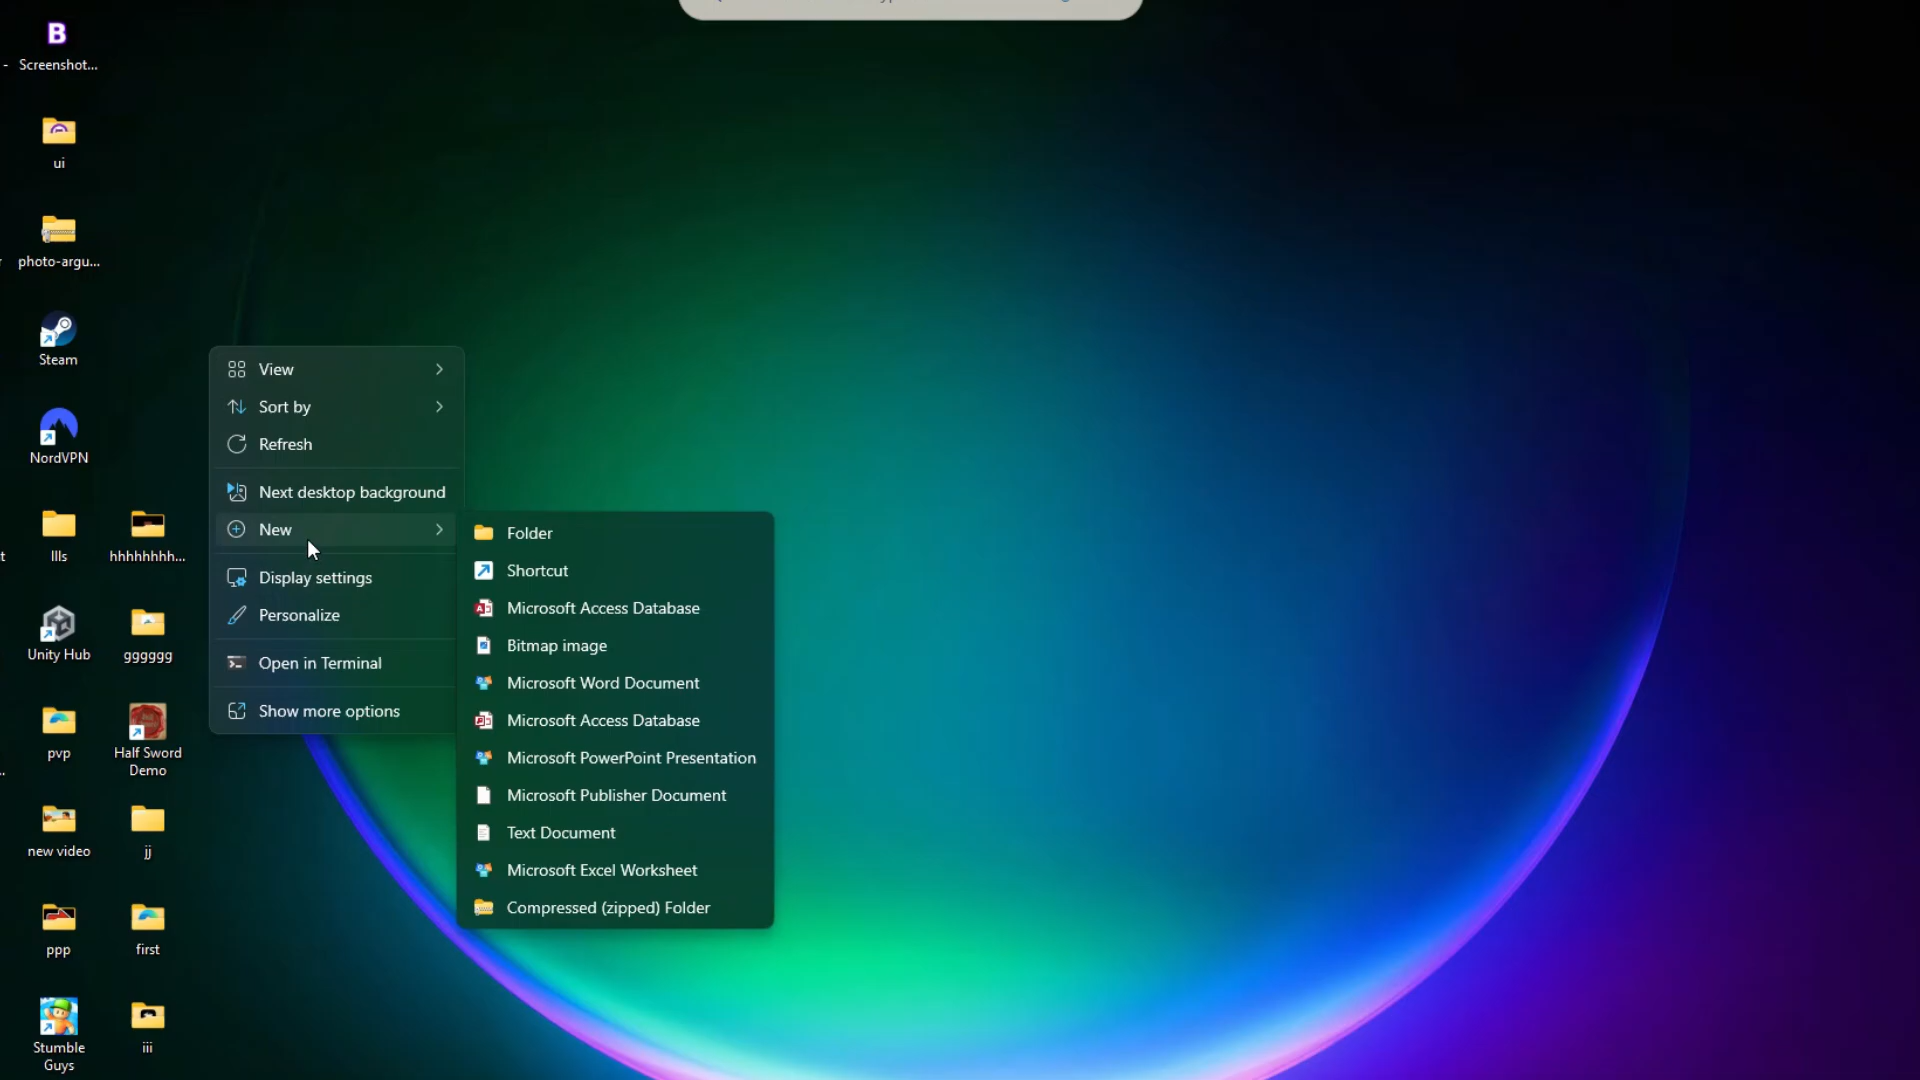 Screenshot...
ui
photo-argu...
Steam
NordVPN
llls
hhhhhhhh...
Unity Hub
gggggg
pvp
Half Sword
Demo
new video
jj
ppp
first
Stumble
Guys
iii
View
Sort by
Refresh
Next desktop background
New
Display settings
Personalize
Open in Terminal
Show more options
Folder
Shortcut
Microsoft Access Database
Bitmap image
Microsoft Word Document
Microsoft Access Database
Microsoft PowerPoint Presentation
Microsoft Publisher Document
Text Document
Microsoft Excel Worksheet
Compressed (zipped) Folder